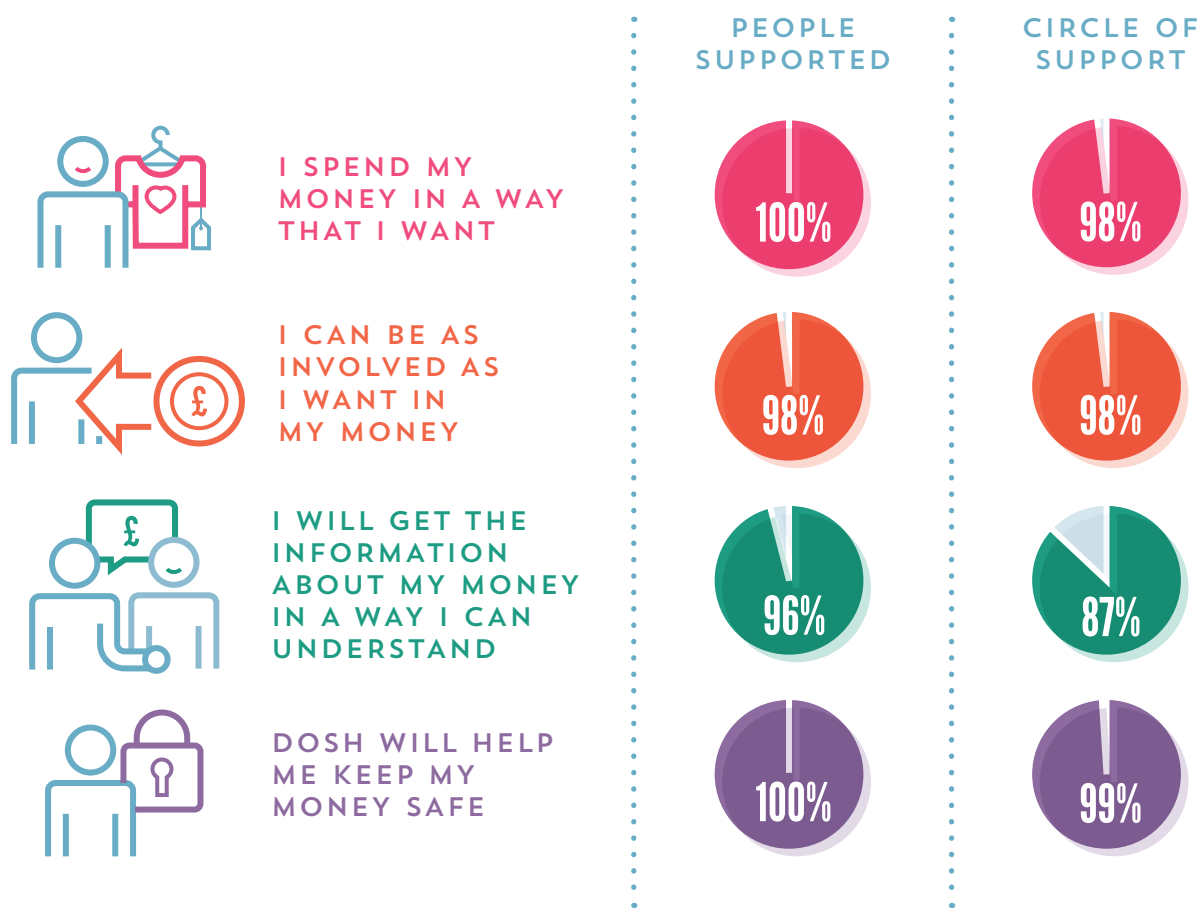 PEOPLE
SUPPORTED
CIRCLE OF
SUPPORT
I SPEND MY
MONEY IN A WAY
THAT I WANT
100%
98%
I CAN BE AS
INVOLVED AS
I WANT IN
MY MONEY
£
98%
98%
I WILL GET THE
INFORMATION
ABOUT MY MONEY
IN A WAY I CAN
UNDERSTAND
£
96%
87%
DOSH WILL HELP
ME KEEP MY
MONEY SAFE
100%
99%